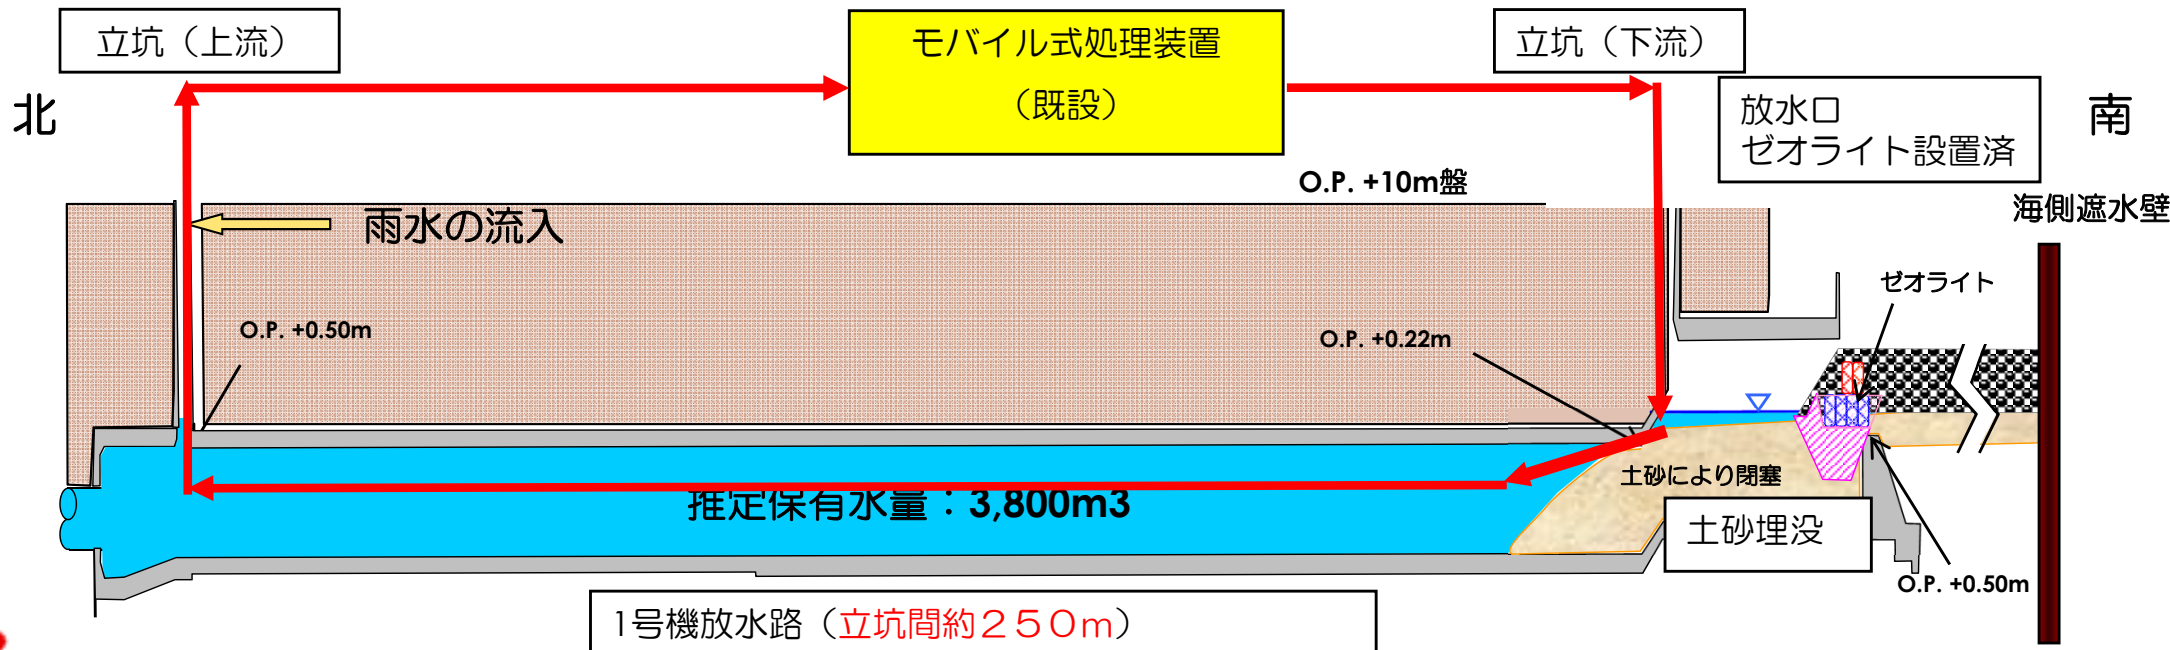 立坑（上流）
モバイル式処理装置
（既設）
立坑（下流）
北
放水口
ゼオライト設置済
南
O.P. +10m盤
海側遮水壁
雨水の流入
ゼオライト
O.P. +0.50m
O.P. +0.22m
土砂により閉塞
推定保有水量：3,800m3
土砂埋没
O.P. +0.50m
1号機放水路（立坑間約２５０ｍ）